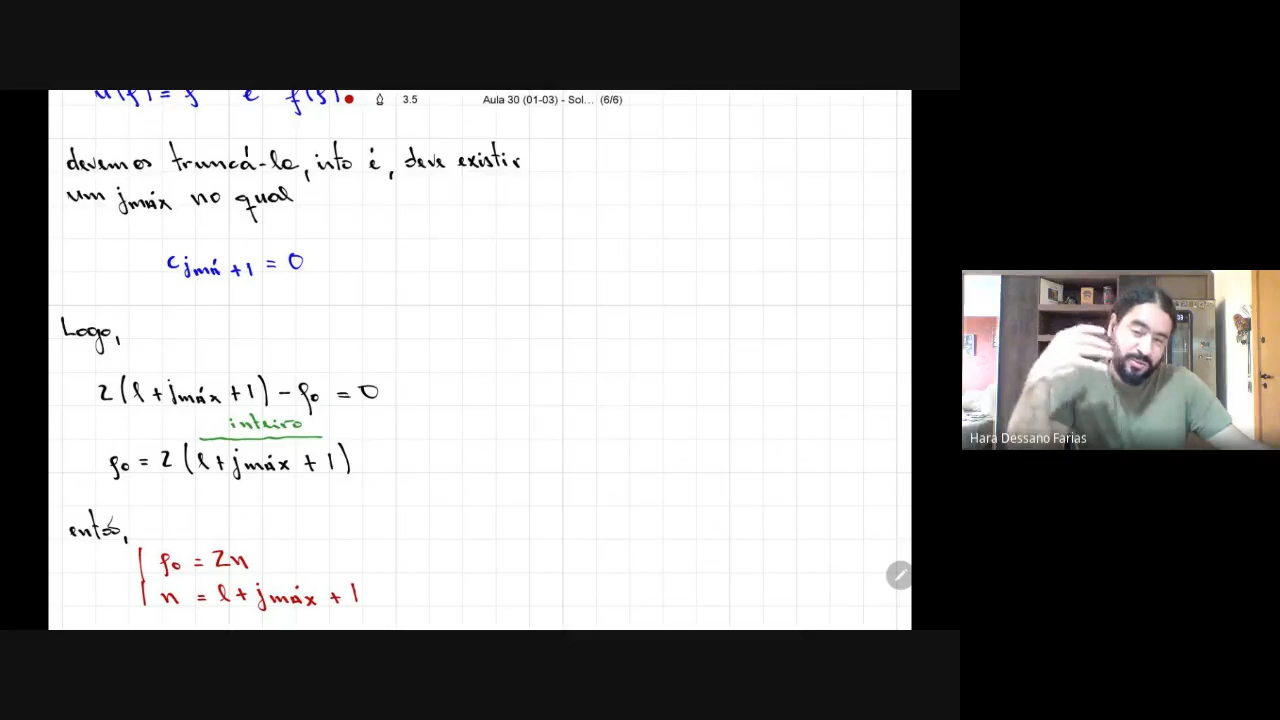 u(ρ) = ρ e f(ρ)
3.5 Aula 30 (01-03) - Sol... (6/6)
devemos truncá-la, isto é, deve existir
um jmáx no qual
cjmáx+1 = 0
Logo,
2(l + jmáx + 1) - ρ0 = 0
inteiro
ρ0 = 2(l + jmáx + 1)
então,
ρ0 = 2n
n = l + jmáx + 1
Hara Dessano Farias